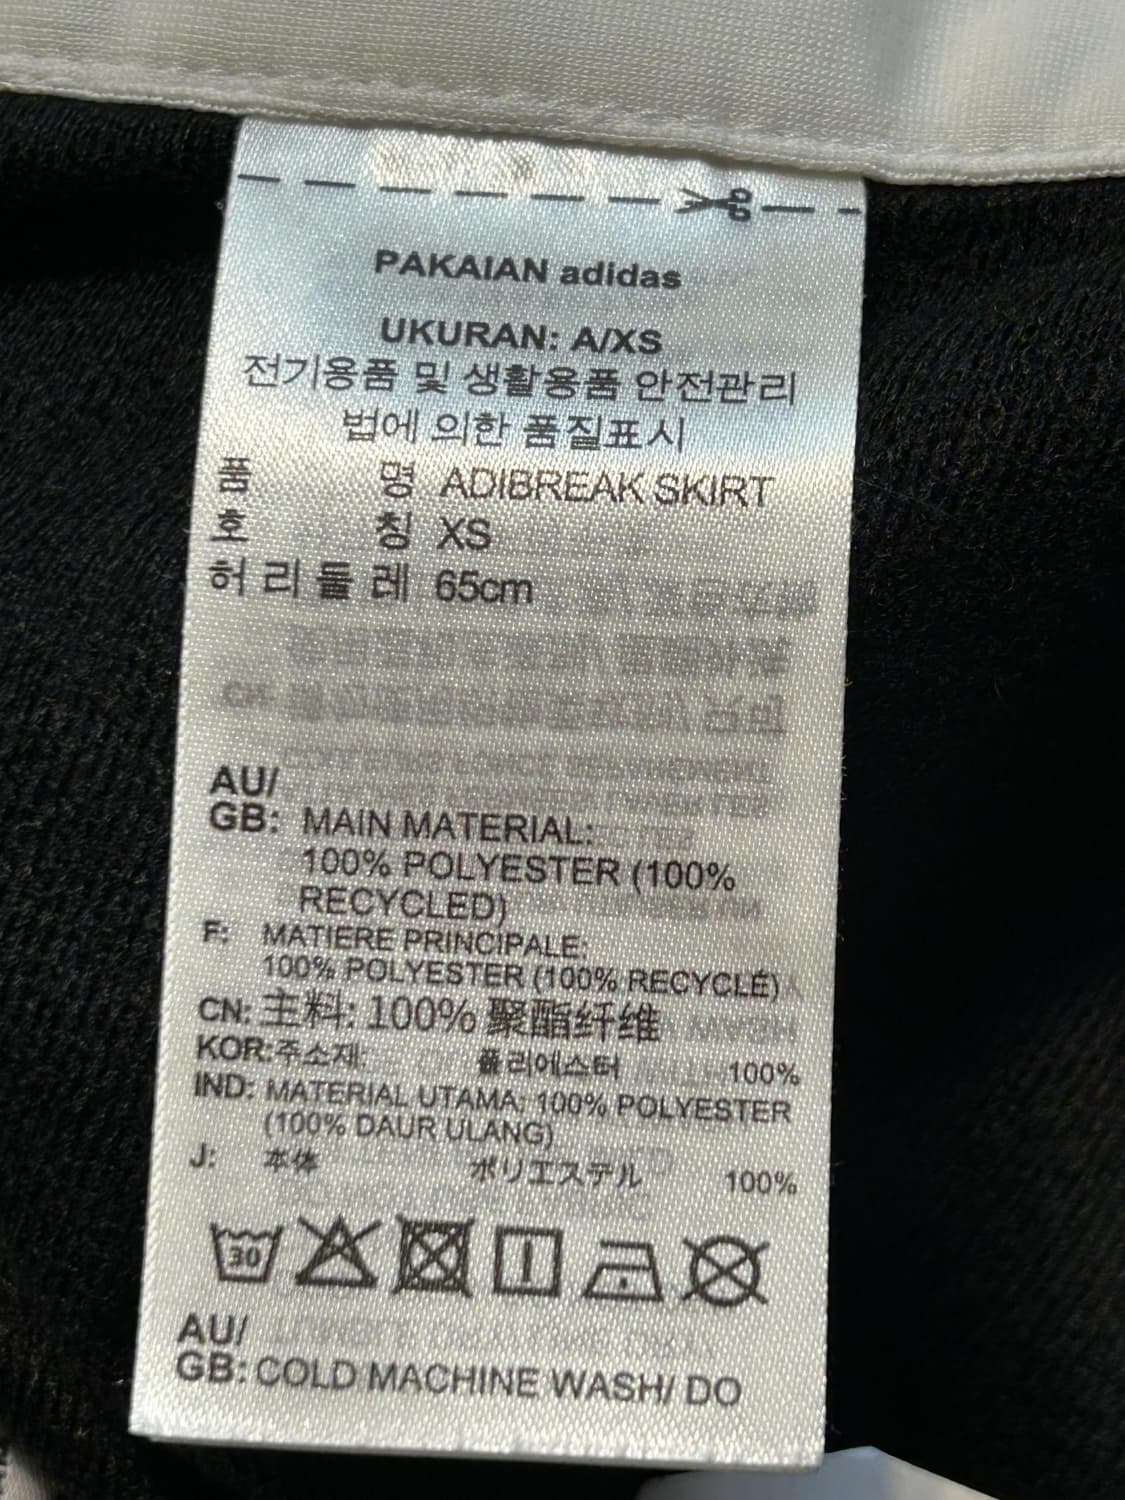 PAKAIAN adidas
UKURAN: A/XS
전기용품 및 생활용품 안전관리
법에 의한 품질표시
품 명 ADIBREAK SKIRT
호 칭 XS
허 리 둘 레 65cm
AU/
GB: MAIN MATERIAL:
100% POLYESTER (100%
RECYCLED)
F: MATIERE PRINCIPALE:
100% POLYESTER (100% RECYCLÉ)
CN: 主料: 100% 聚酯纤维
KOR: 주소재: 폴리에스터 100%
IND: MATERIAL UTAMA: 100% POLYESTER
(100% DAUR ULANG)
J: 本体 ポリエステル 100%
30
AU/
GB: COLD MACHINE WASH/ DO